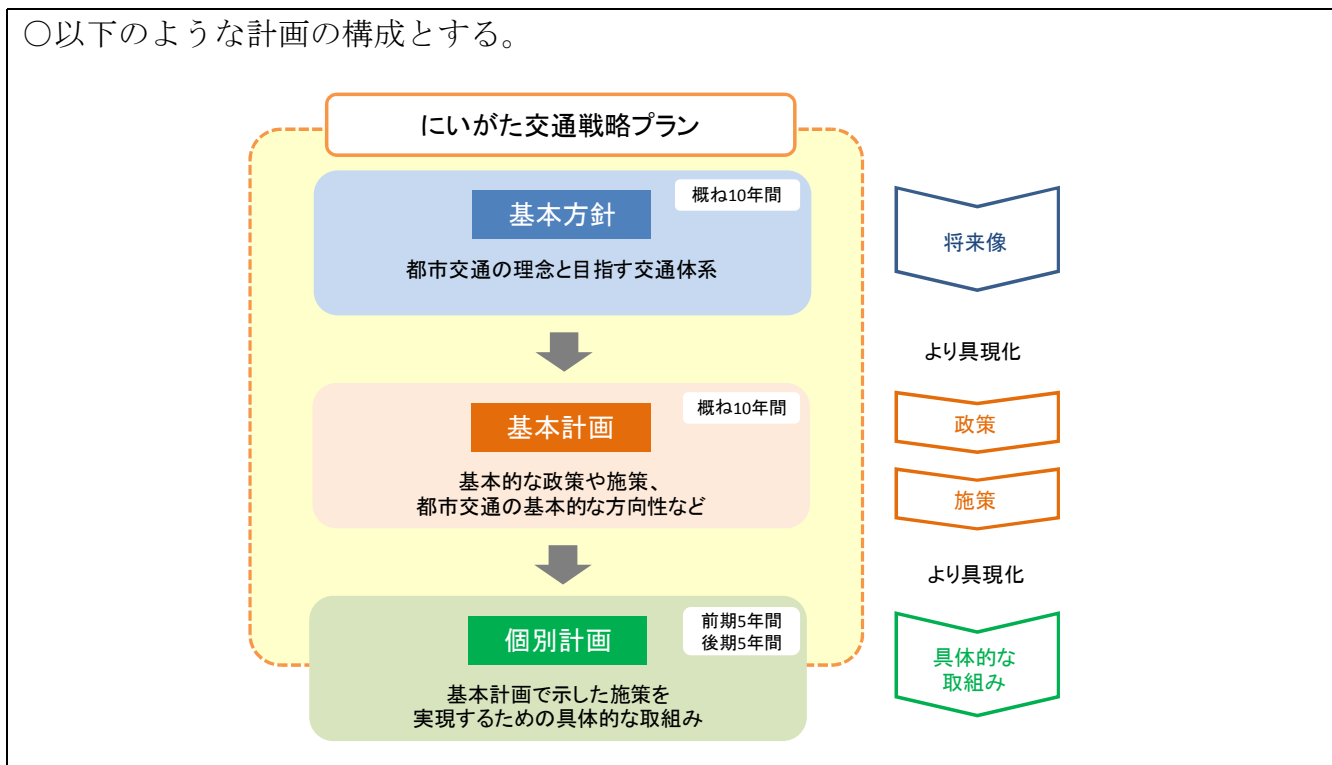 ○以下のような計画の構成とする。
にいがた交通戦略プラン
概ね10年間
基本方針
都市交通の理念と目指す交通体系
将来像
より具現化
概ね10年間
基本計画
基本的な政策や施策、
都市交通の基本的な方向性など
政策
施策
より具現化
前期5年間
後期5年間
個別計画
基本計画で示した施策を
実現するための具体的な取組み
具体的な
取組み